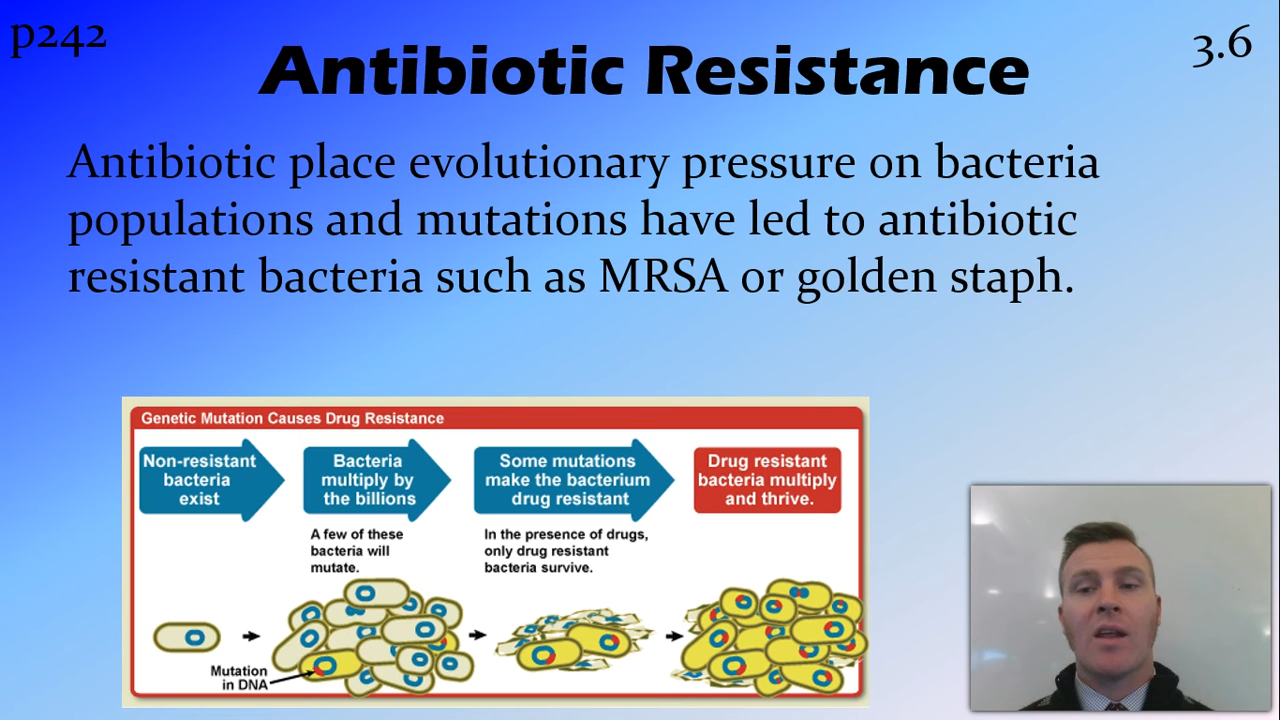 p242
3.6
Antibiotic Resistance
Antibiotic place evolutionary pressure on bacteria
populations and mutations have led to antibiotic
resistant bacteria such as MRSA or golden staph.
Genetic Mutation Causes Drug Resistance
Non-resistant
bacteria
exist
Bacteria
multiply by
the billions
Some mutations
make the bacterium
drug resistant
Drug resistant
bacteria multiply
and thrive.
A few of these
bacteria will
mutate.
In the presence of drugs,
only drug resistant
bacteria survive.
Mutation
in DNA